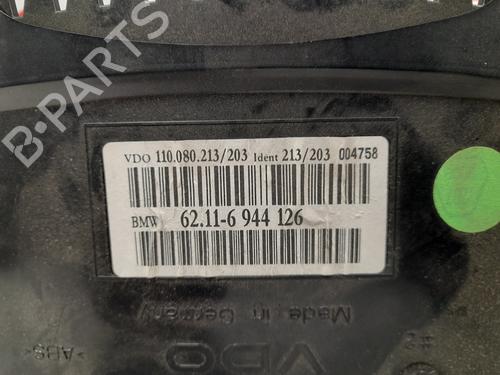 B-PARTS
VDO 110.080.213/203 Ident 213/203 004758
BMW 62.11-6 944 126
Made in Germany
VDO
>ABS<